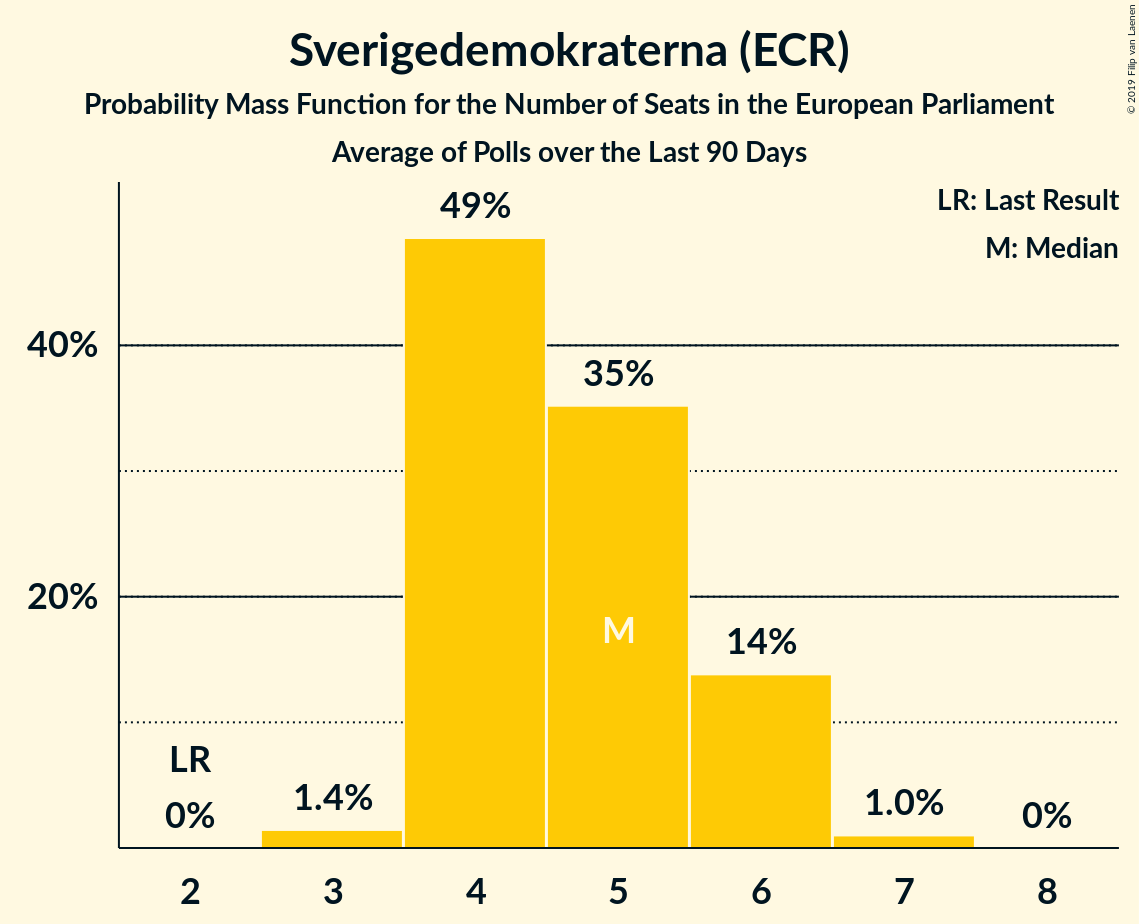 Sverigedemokraterna (ECR)
Probability Mass Function for the Number of Seats in the European Parliament
Average of Polls over the Last 90 Days
© 2019 Filip van Laenen
LR: Last Result
M: Median
49%
40%
35%
20%
M
14%
LR
0%
1.4%
1.0%
0%
2 3 4 5 6 7 8